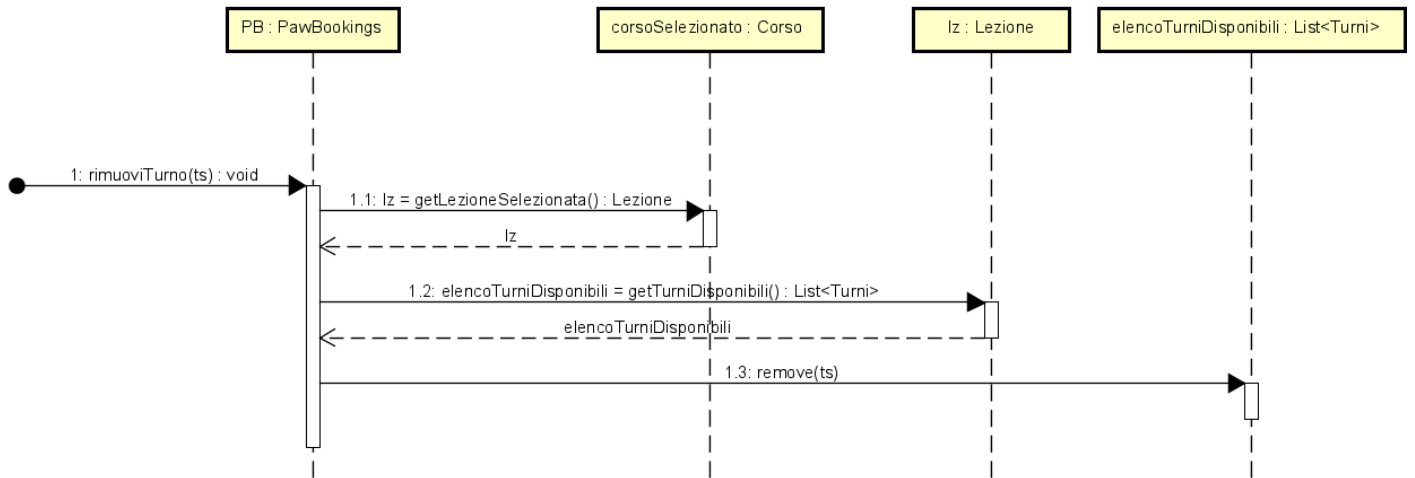 PB : PawBookings
corsoSelezionato : Corso
lz : Lezione
elencoTurniDisponibili : List<Turni>
1: rimuoviTurno(ts) : void
1.1: lz = getLezioneSelezionata() : Lezione
lz
1.2: elencoTurniDisponibili = getTurniDisponibili() : List<Turni>
elencoTurniDisponibili
1.3: remove(ts)